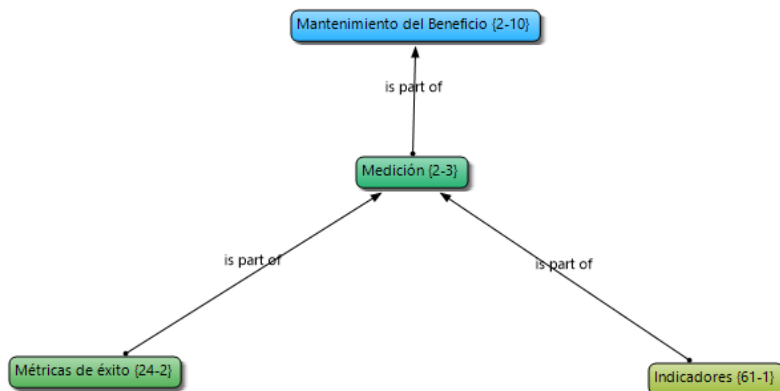 Mantenimiento del Beneficio {2-10}
is part of
Medición {2-3}
is part of
is part of
Métricas de éxito {24-2}
Indicadores {61-1}